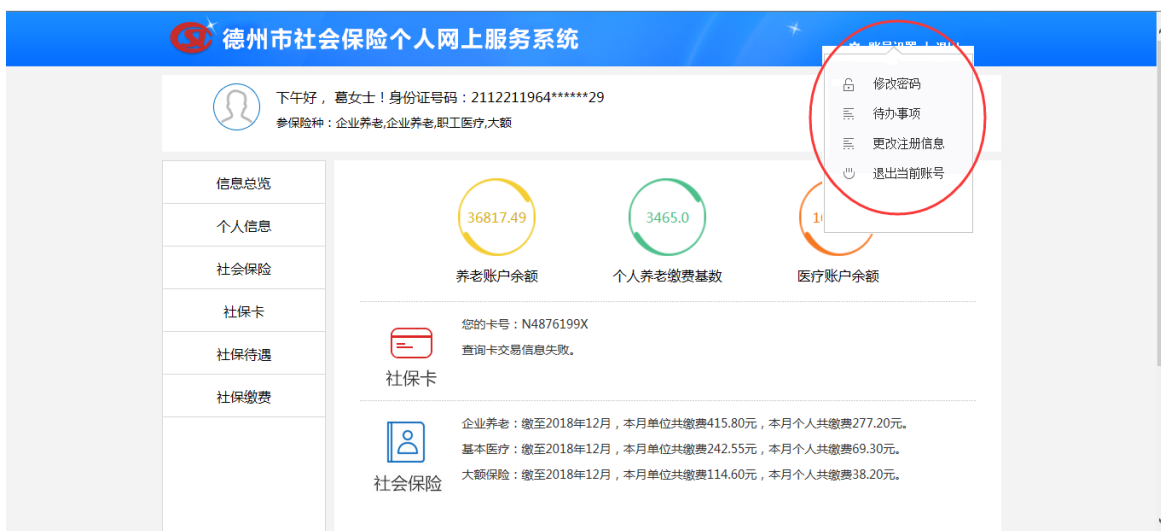 德州市社会保险个人网上服务系统
下午好，葛女士！身份证号码：2112211964******29
参保险种：企业养老,企业养老,职工医疗,大额
修改密码
待办事项
更改注册信息
退出当前账号
信息总览
个人信息
社会保险
社保卡
社保待遇
社保缴费
36817.49
3465.0
养老账户余额
个人养老缴费基数
医疗账户余额
社保卡
您的卡号：N4876199X
查询卡交易信息失败。
社会保险
企业养老：缴至2018年12月，本月单位共缴费415.80元，本月个人共缴费277.20元。
基本医疗：缴至2018年12月，本月单位共缴费242.55元，本月个人共缴费69.30元。
大额保险：缴至2018年12月，本月单位共缴费114.60元，本月个人共缴费38.20元。